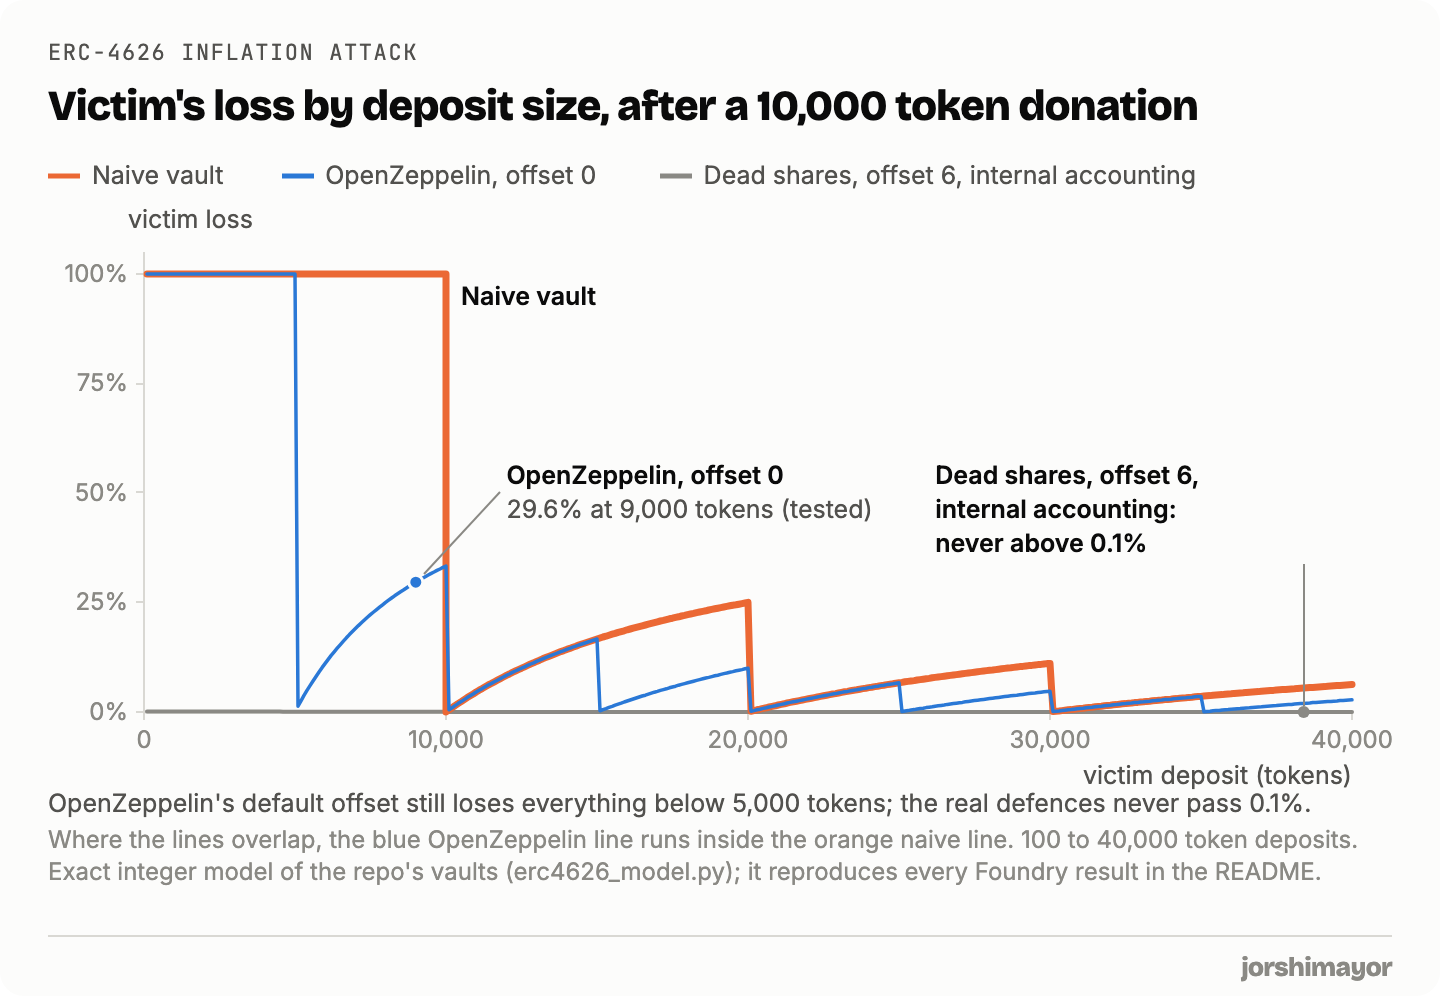 ERC-4626 INFLATION ATTACK
Victim's loss by deposit size, after a 10,000 token donation
Naive vault
OpenZeppelin, offset 0
Dead shares, offset 6, internal accounting
victim loss
100%
Naive vault
75%
OpenZeppelin, offset 0
29.6% at 9,000 tokens (tested)
Dead shares, offset 6,
internal accounting:
never above 0.1%
50%
25%
0%
0
10,000
20,000
30,000
40,000
victim deposit (tokens)
OpenZeppelin's default offset still loses everything below 5,000 tokens; the real defences never pass 0.1%.
Where the lines overlap, the blue OpenZeppelin line runs inside the orange naive line. 100 to 40,000 token deposits.
Exact integer model of the repo's vaults (erc4626_model.py); it reproduces every Foundry result in the README.
jorshimayor